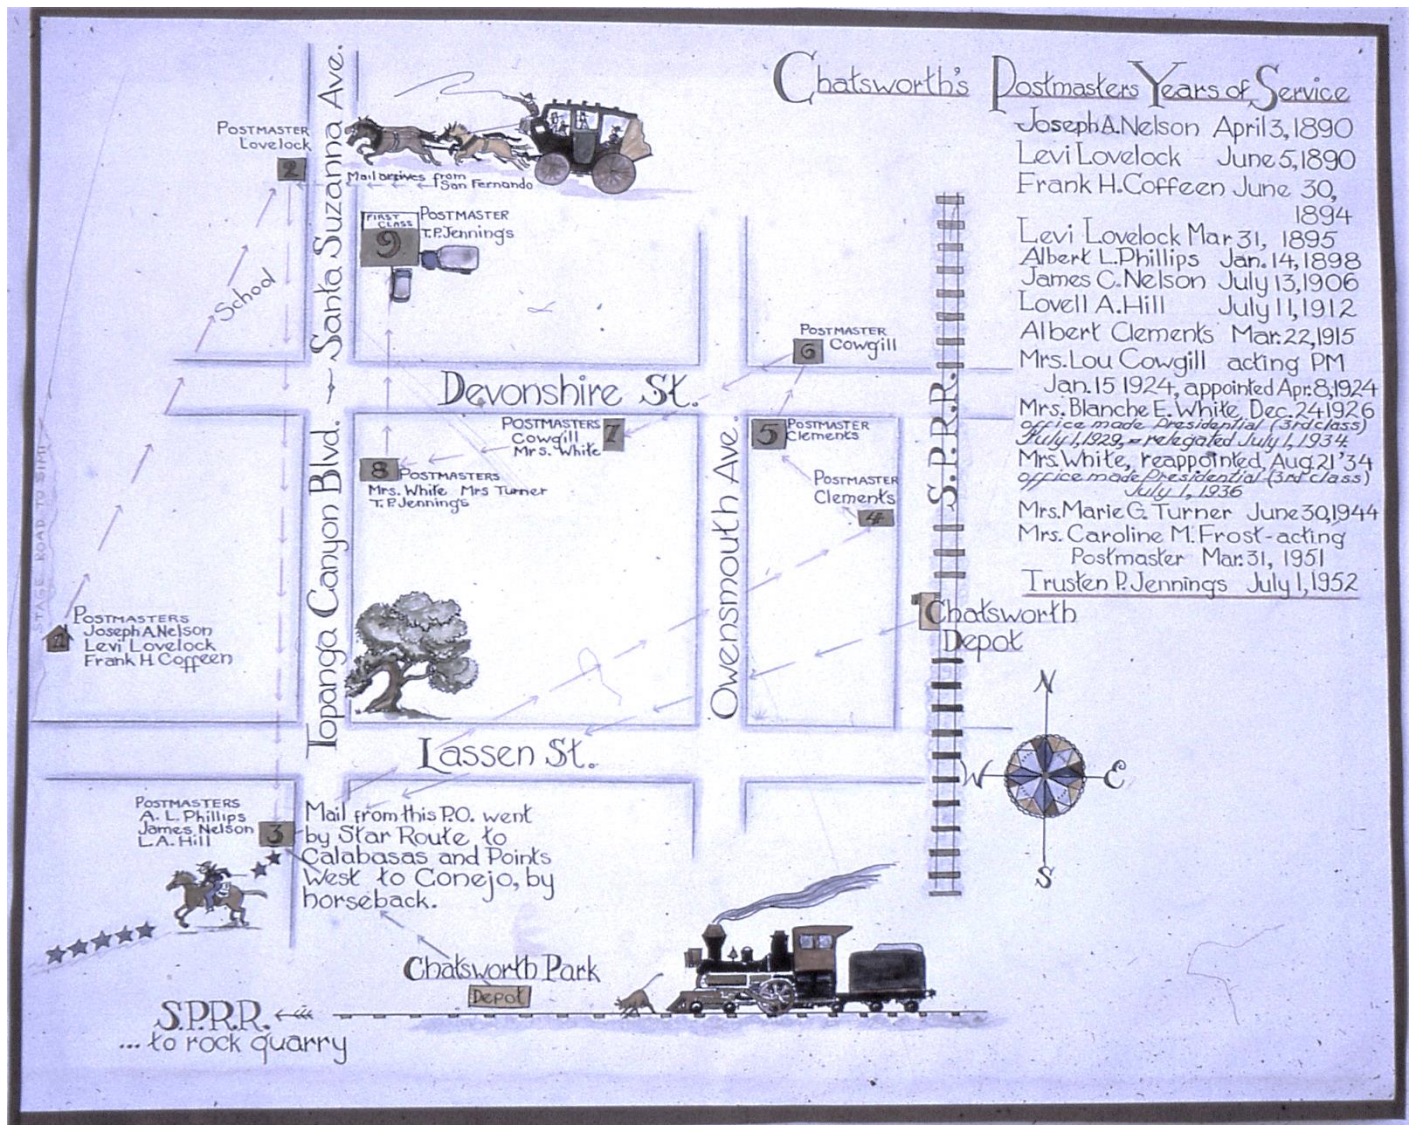 Chatsworth's Postmasters Years of Service
Joseph A. Nelson April 3, 1890
Levi Lovelock June 5, 1890
Frank H. Coffeen June 30,
1894
Levi Lovelock Mar 31, 1895
Albert L. Phillips Jan. 14, 1898
James C. Nelson July 13, 1906
Lovell A. Hill July 11, 1912
Albert Clements Mar. 22, 1915
Mrs. Lou Cowgill acting PM
Jan. 15 1924, appointed Apr. 8, 1924
Mrs. Blanche E. White, Dec. 24 1926
office made Presidential (3rd class)
July 1, 1929, - relegated July 1, 1934
Mrs. White, reappointed, Aug. 21 '34
office made Presidential (3rd class)
July 1, 1936
Mrs. Marie G. Turner June 30, 1944
Mrs. Caroline M. Frost - acting
Postmaster Mar. 31, 1951
Trusten P. Jennings July 1, 1952
POSTMASTER
Lovelock
2
Santa Suzanna Ave.
Mail arrives from
San Fernando
FIRST
CLASS
9
POSTMASTER
T.P. Jennings
School
POSTMASTER
6 Cowgill
Devonshire St.
POSTMASTERS
Cowgill
Mrs. White
7
5
POSTMASTER
Clements
8
POSTMASTERS
Mrs. White Mrs Turner
T.P. Jennings
POSTMASTER
Clements
4
S.P.R.R.
Topanga Canyon Blvd.
Owensmouth Ave.
STAGE ROAD TO SIMI
1
POSTMASTERS
Joseph A. Nelson
Levi Lovelock
Frank H Coffeen
Chatsworth
Depot
Lassen St.
N
W
E
S
POSTMASTERS
A. L. Phillips
James Nelson
L.A. Hill
3
Mail from this P.O. went
by Star Route to
Calabasas and Points
West to Conejo, by
horseback.
Chatsworth Park
Depot
S.P.R.R.
... to rock quarry